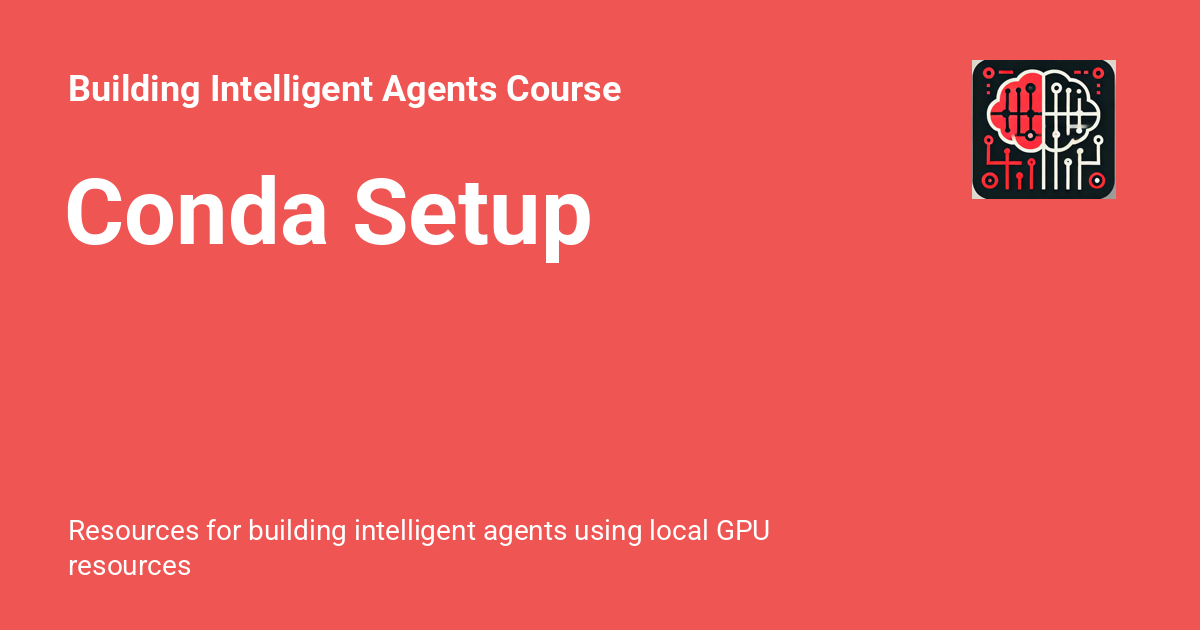 Building Intelligent Agents Course
Conda Setup
Resources for building intelligent agents using local GPU
resources